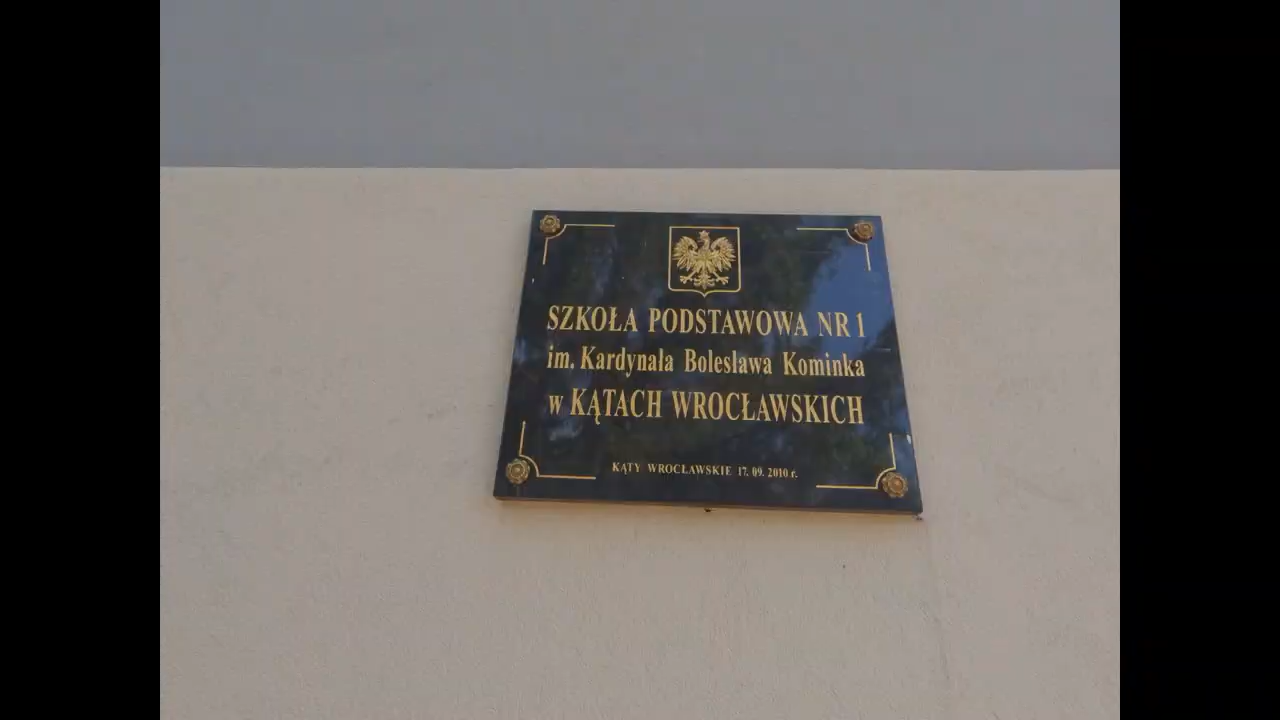 SZKOŁA PODSTAWOWA NR 1
im. Kardynała Bolesława Kominka
w KĄTACH WROCŁAWSKICH
KĄTY WROCŁAWSKIE 17. 09. 2010 r.